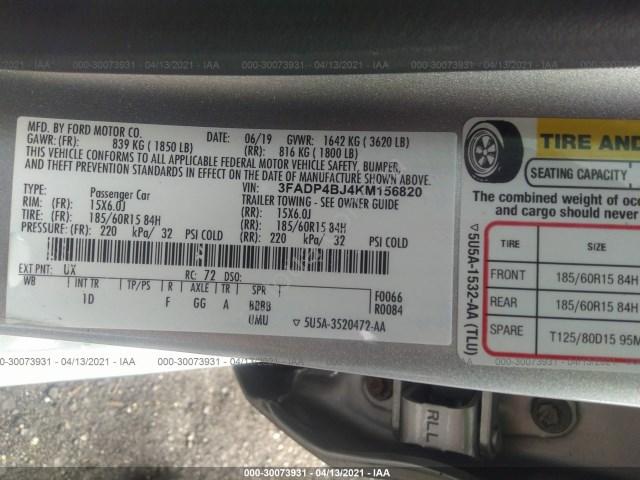 000-30073931 - 04/13/2021 - IAA
MFD. BY FORD MOTOR CO. DATE: 06/19 GVWR: 1642 KG ( 3620 LB)
GAWR: (FR): 839 KG ( 1850 LB) (RR): 816 KG ( 1800 LB)
THIS VEHICLE CONFORMS TO ALL APPLICABLE FEDERAL MOTOR VEHICLE SAFETY, BUMPER,
AND THEFT PREVENTION STANDARDS IN EFFECT ON THE DATE OF MANUFACTURE SHOWN ABOVE.
VIN: 3FADP4BJ4KM156820
TYPE: Passenger Car TRAILER TOWING - SEE OWNER GUIDE
RIM: (FR): 15X6.0J (RR): 15X6.0J
TIRE: (FR): 185/60R15 84H (RR): 185/60R15 84H
PRESSURE: (FR): 220 kPa/ 32 PSI COLD (RR): 220 kPa/ 32 PSI COLD
EXT PNT: UX RC: 72 DSO:
WB INT TR TP/PS R AXLE TR SPR
1D F GG A BDBB
UMU
F0066
R0084
▽ 5U5A-3520472-AA
TIRE AND
SEATING CAPACITY
The combined weight of occ
and cargo should never
▽ 5U5A-1532-AA (TLU)
TIRE SIZE
FRONT 185/60R15 84H
REAR 185/60R15 84H
SPARE T125/80D15 95M
RLL
000-30073931 - 04/13/2021 - IAA
000-30073931 - 04/13/2021 - IAA